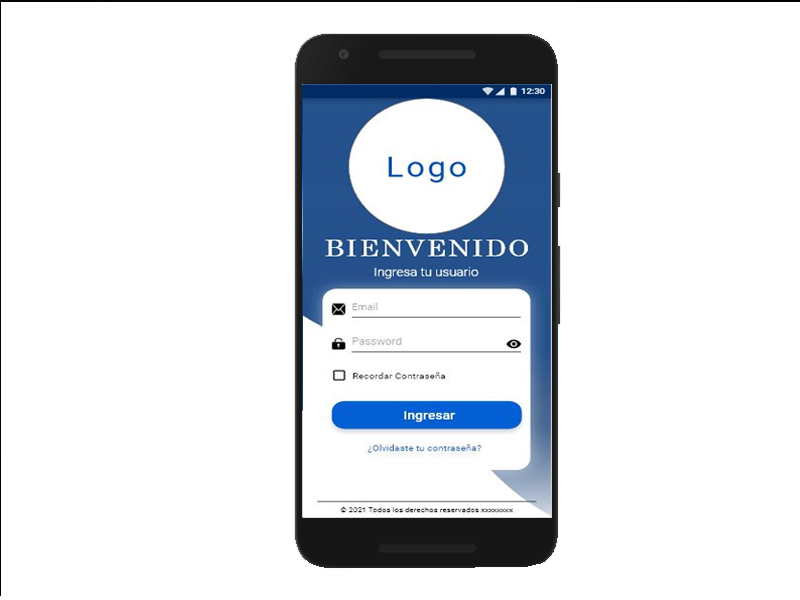 12:30
Logo
BIENVENIDO
Ingresa tu usuario
Email
Password
Recordar Contraseña
Ingresar
¿Olvidaste tu contraseña?
© 2021 Todos los derechos reservados xxxxxxxx